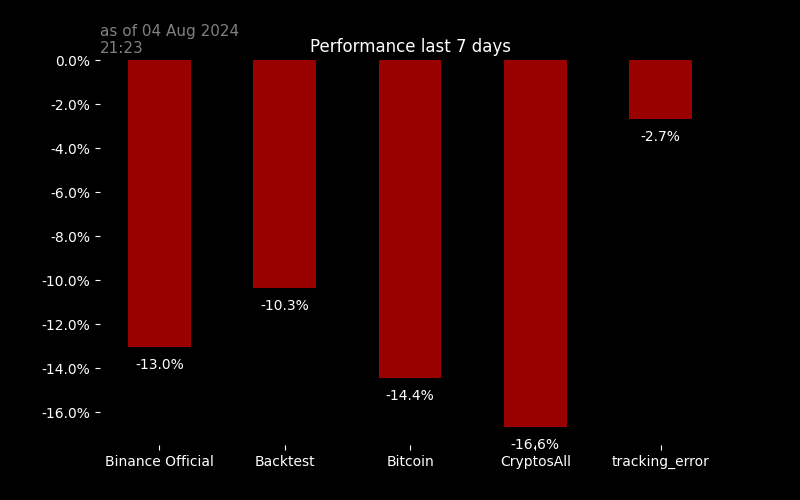 as of 04 Aug 2024
21:23
Performance last 7 days
0.0%
-2.0%
-4.0%
-6.0%
-8.0%
-10.0%
-12.0%
-14.0%
-16.0%
-13.0%
-10.3%
-14.4%
-16.6%
-2.7%
Binance Official
Backtest
Bitcoin
CryptosAll
tracking_error